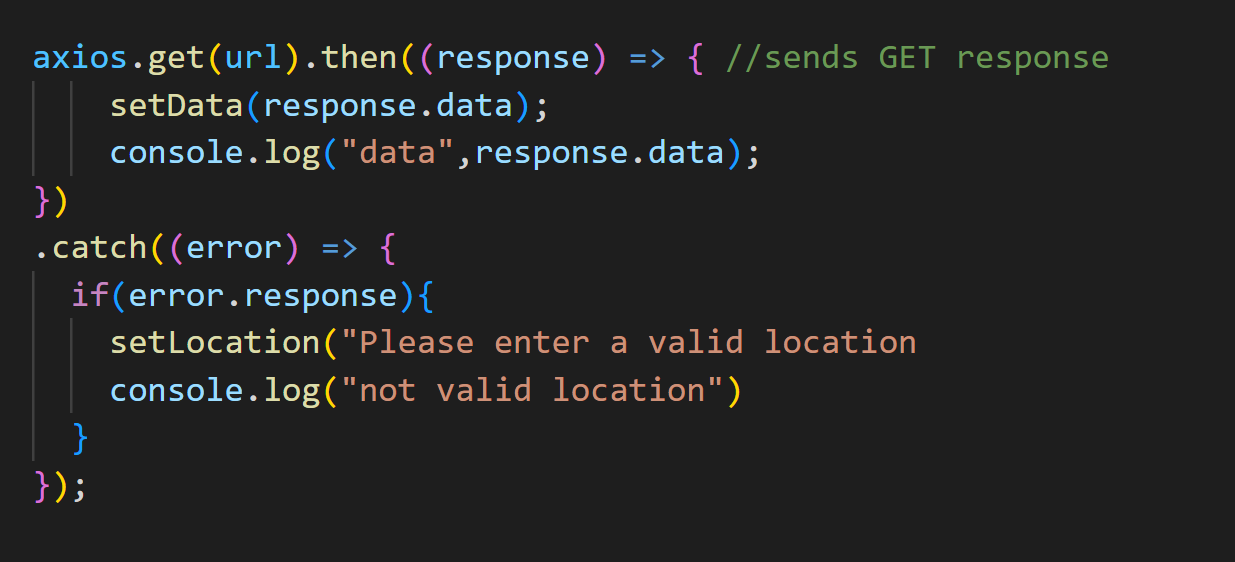 axios.get(url).then((response) => { //sends GET response
setData(response.data);
console.log("data",response.data);
})
.catch((error) => {
if(error.response){
setLocation("Please enter a valid location
console.log("not valid location")
}
});